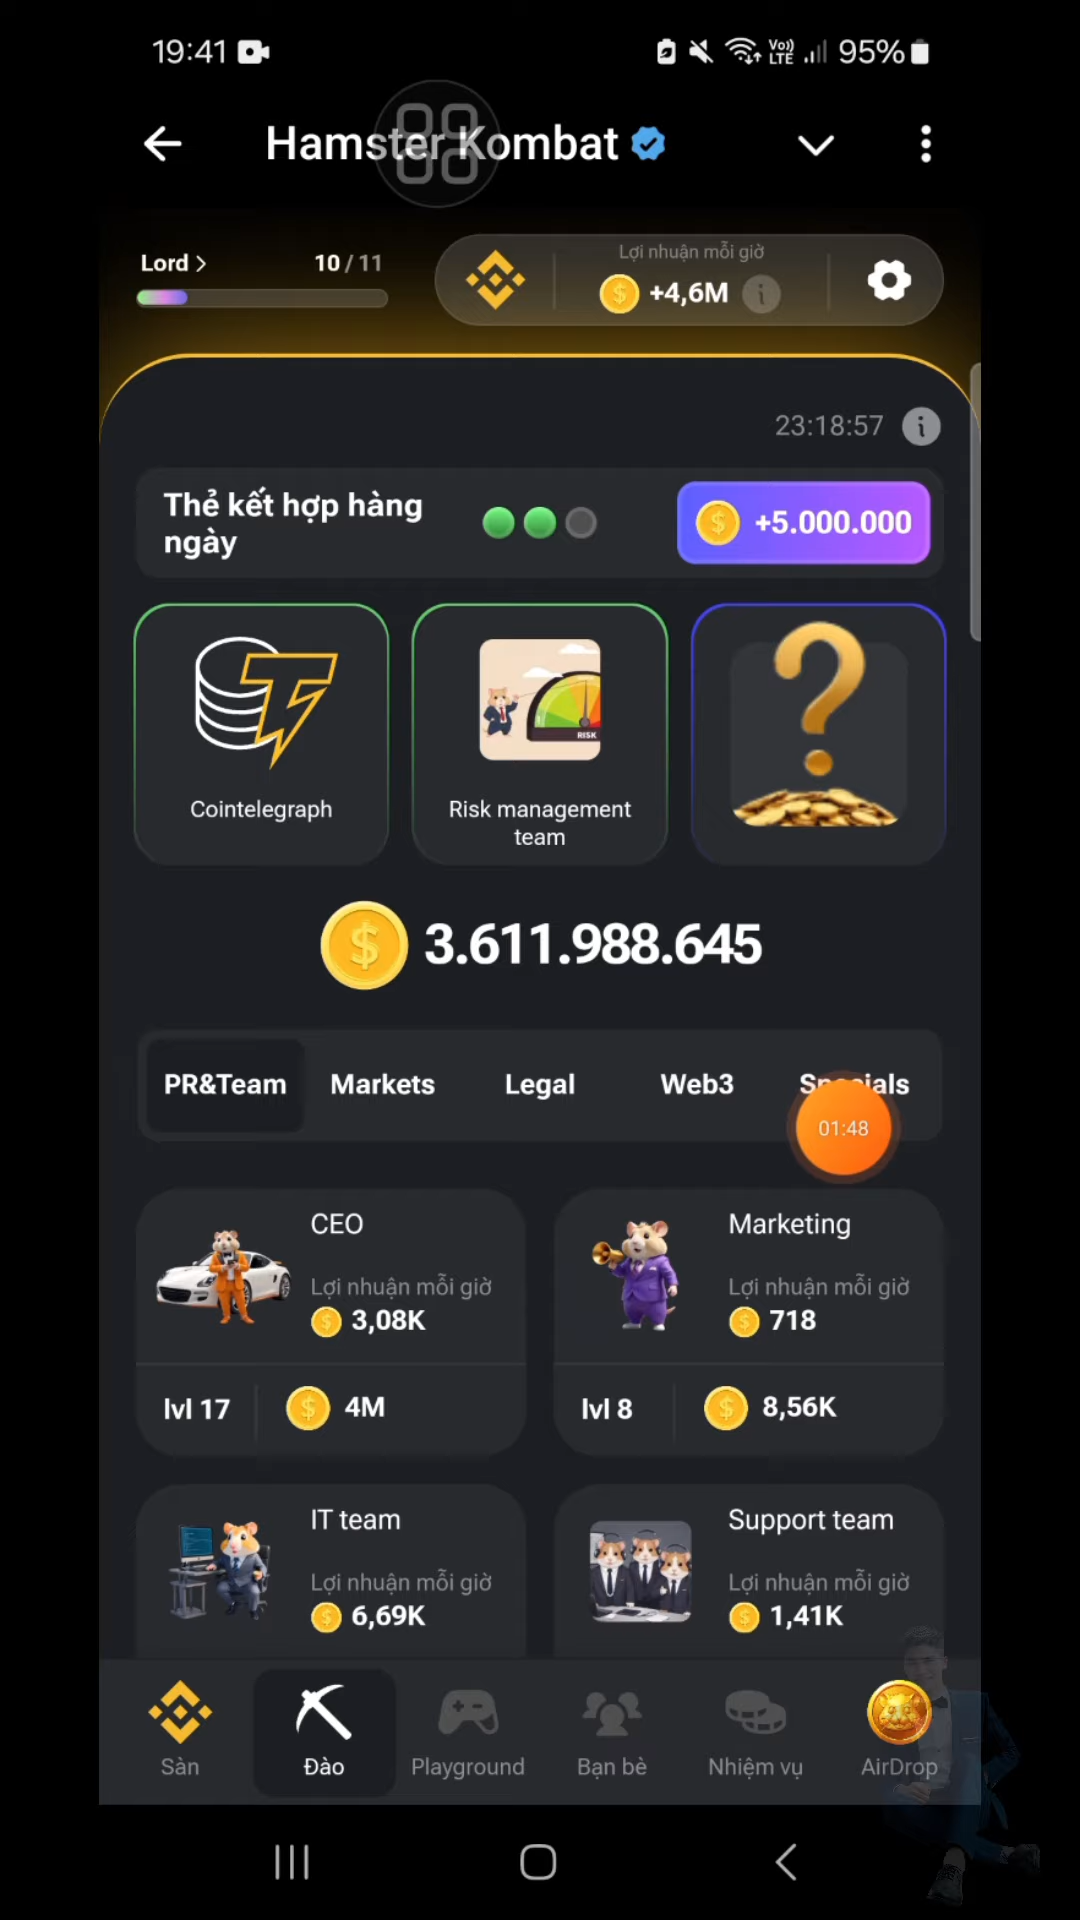 19:41
Vo))
LTE
95%
Hamster Kombat
Lord >
10 / 11
Lợi nhuận mỗi giờ
+4,6M
23:18:57
Thẻ kết hợp hàng
ngày
+5.000.000
Cointelegraph
RISK
Risk management
team
3.611.988.645
PR&Team
Markets
Legal
Web3
Specials
01:48
CEO
Lợi nhuận mỗi giờ
3,08K
lvl 17
4M
Marketing
Lợi nhuận mỗi giờ
718
lvl 8
8,56K
IT team
Lợi nhuận mỗi giờ
6,69K
Support team
Lợi nhuận mỗi giờ
1,41K
Sàn
Đào
Playground
Bạn bè
Nhiệm vụ
AirDrop